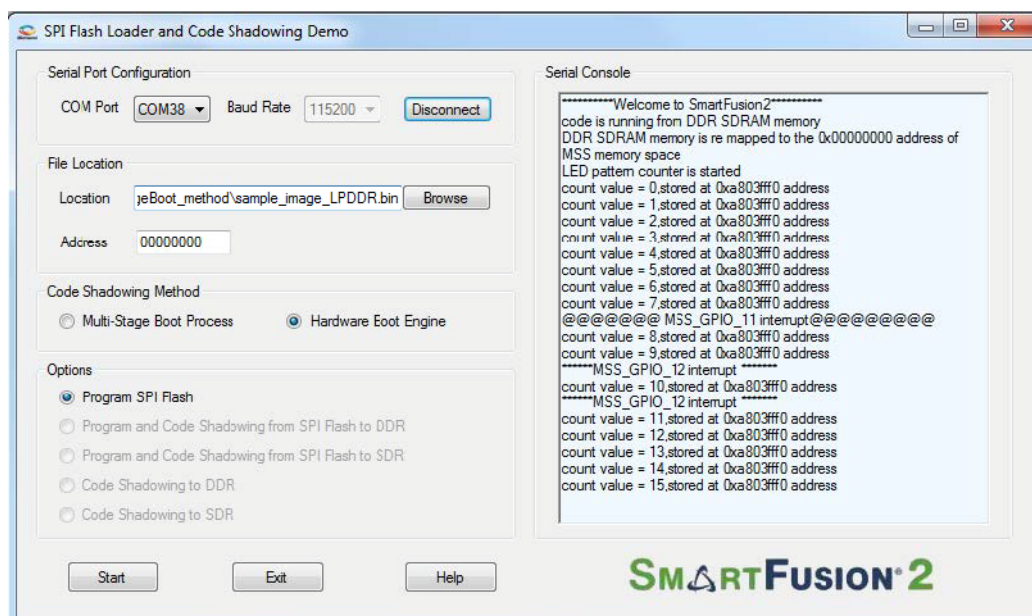 SPI Flash Loader and Code Shadowing Demo
Serial Port Configuration
COM Port
COM38
Baud Rate
115200
Disconnect
File Location
Location
jeBoot_method\sample_image_LPDDR.bin
Browse
Address
00000000
Code Shadowing Method
Multi-Stage Boot Process
Hardware Boot Engine
Options
Program SPI Flash
Program and Code Shadowing from SPI Flash to DDR
Program and Code Shadowing from SPI Flash to SDR
Code Shadowing to DDR
Code Shadowing to SDR
Start
Exit
Help
Serial Console
**********Welcome to SmartFusion2**********
code is running from DDR SDRAM memory
DDR SDRAM memory is re mapped to the 0x00000000 address of
MSS memory space
LED pattern counter is started
count value = 0,stored at 0xa803fff0 address
count value = 1,stored at 0xa803fff0 address
count value = 2,stored at 0xa803fff0 address
count value = 3,stored at 0xa803fff0 address
count value = 4,stored at 0xa803fff0 address
count value = 5,stored at 0xa803fff0 address
count value = 6,stored at 0xa803fff0 address
count value = 7,stored at 0xa803fff0 address
@@@@@@@ MSS_GPIO_11 interrupt@@@@@@@@@
count value = 8,stored at 0xa803fff0 address
count value = 9,stored at 0xa803fff0 address
******MSS_GPIO_12 interrupt *******
count value = 10,stored at 0xa803fff0 address
******MSS_GPIO_12 interrupt *******
count value = 11,stored at 0xa803fff0 address
count value = 12,stored at 0xa803fff0 address
count value = 13,stored at 0xa803fff0 address
count value = 14,stored at 0xa803fff0 address
count value = 15,stored at 0xa803fff0 address
SMARTFUSION® 2